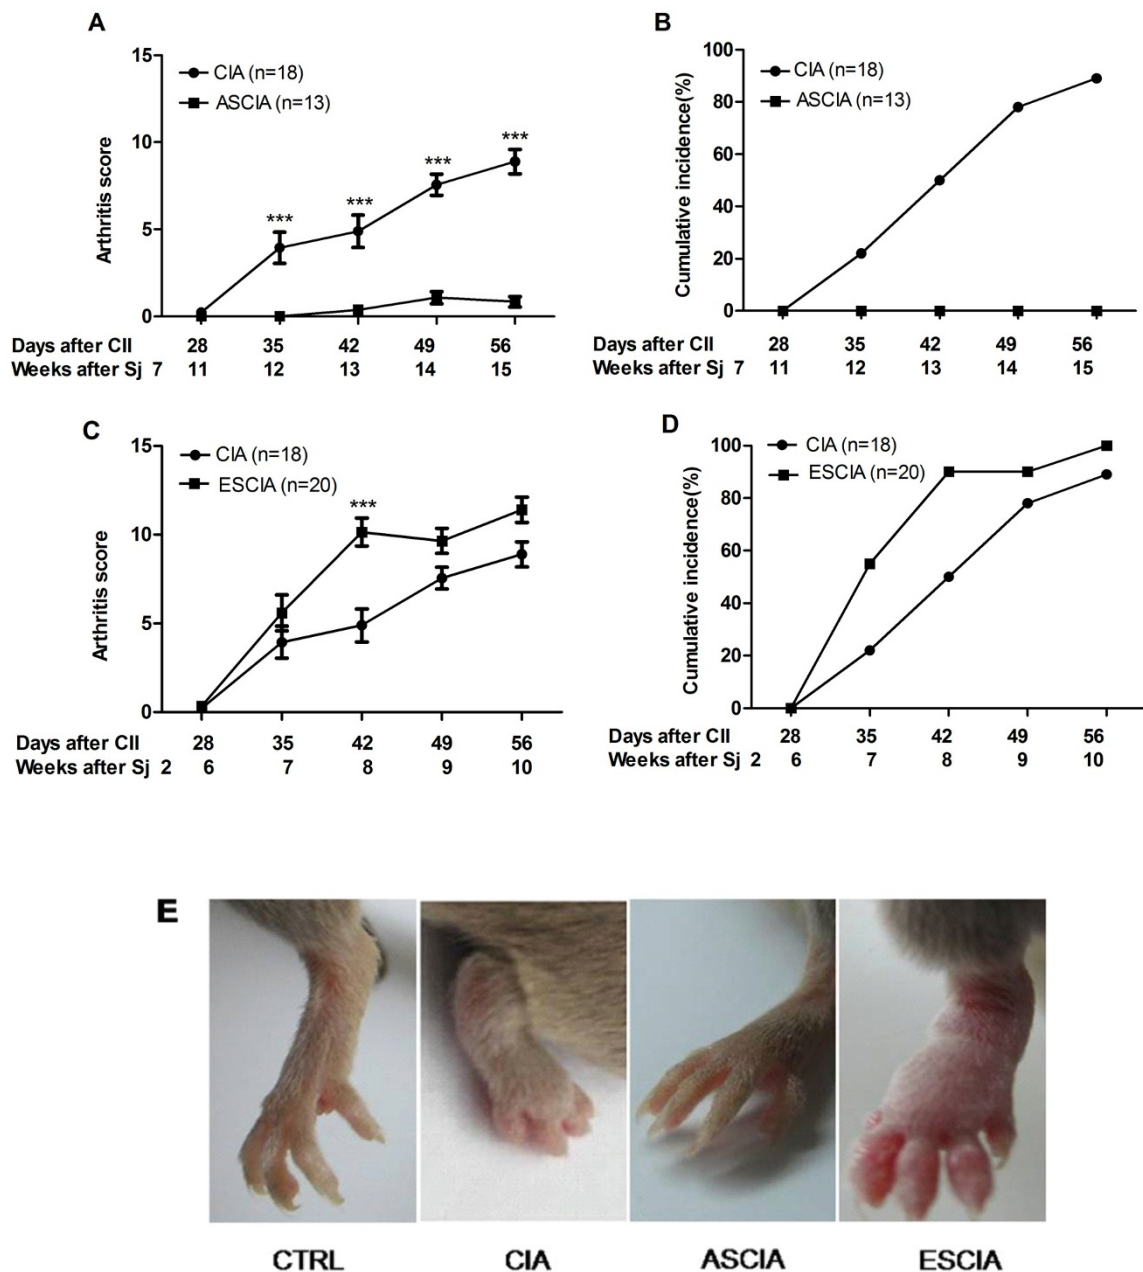 A
15
10
5
0
Arthritis score
CIA (n=18)
ASCIA (n=13)
***
***
***
***
Days after CII 28 35 42 49 56
Weeks after Sj 7 11 12 13 14 15
B
100
80
60
40
20
0
Cumulative incidence(%)
CIA (n=18)
ASCIA (n=13)
Days after CII 28 35 42 49 56
Weeks after Sj 7 11 12 13 14 15
C
15
10
5
0
Arthritis score
CIA (n=18)
ESCIA (n=20)
***
Days after CII 28 35 42 49 56
Weeks after Sj 2 6 7 8 9 10
D
100
80
60
40
20
0
Cumulative incidence(%)
CIA (n=18)
ESCIA (n=20)
Days after CII 28 35 42 49 56
Weeks after Sj 2 6 7 8 9 10
E
CTRL CIA ASCIA ESCIA